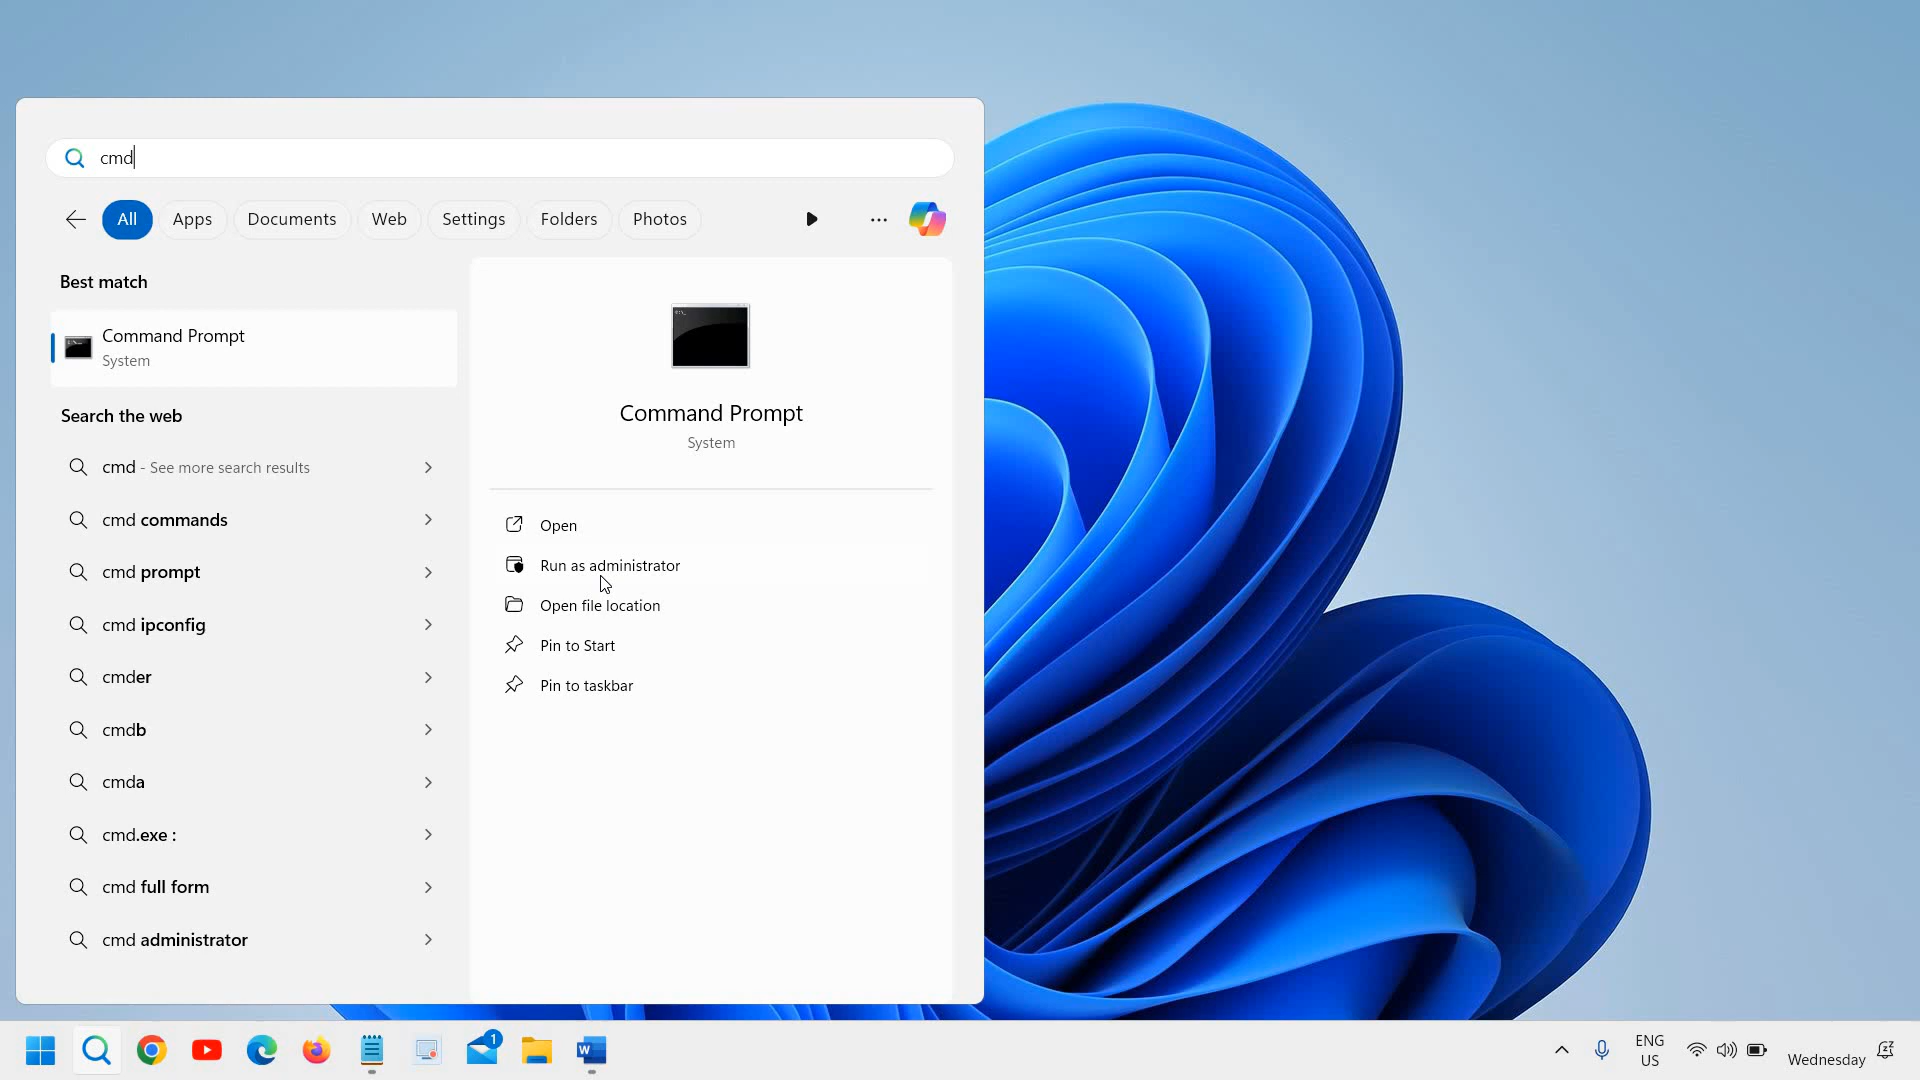 cmd
All Apps Documents Web Settings Folders Photos
Best match
Command Prompt
System
Search the web
cmd - See more search results
cmd commands
cmd prompt
cmd ipconfig
cmder
cmdb
cmda
cmd.exe :
cmd full form
cmd administrator
Command Prompt
System
Open
Run as administrator
Open file location
Pin to Start
Pin to taskbar
1
W
ENG
US
Wednesday